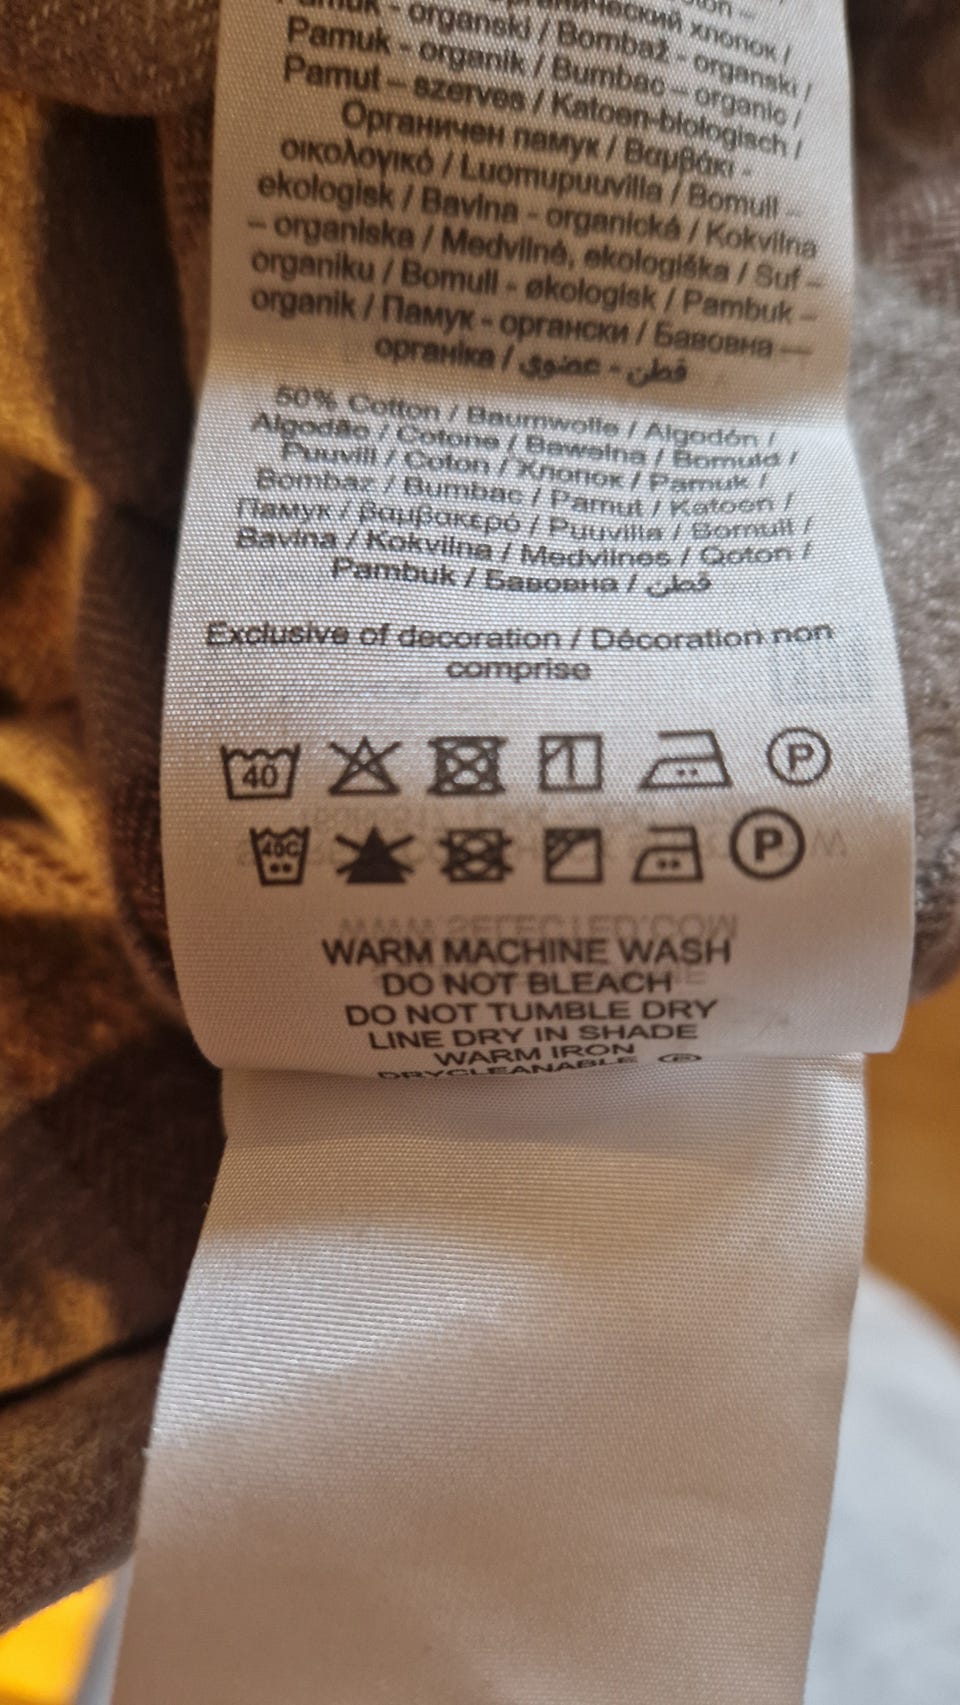 органический хлопок /
Pamuk - organski / Bombaž - organski /
Pamuk - organik / Bumbac – organic /
Pamut – szerves / Katoen-biologisch /
Органичен памук / Βαμβάκι -
οικολογικό / Luomupuuvilla / Bomull –
ekologisk / Bavlna - organická / Kokvilna
– organiska / Medvilnė, ekologiška / Suf –
organiku / Bomull - økologisk / Pambuk –
organik / Памук - органски / Бавовна —
органіка / قطن - عضوي
50% Cotton / Baumwolle / Algodón /
Algodão / Cotone / Bawełna / Bomuld /
Puuvill / Coton / Хлопок / Pamuk /
Bombaž / Bumbac / Pamut / Katoen /
Памук / βαμβακερό / Puuvilla / Bomull /
Bavlna / Kokvilna / Medvilnes / Qoton /
Pambuk / Бавовна / قطن
Exclusive of decoration / Décoration non
comprise
40 P
40C P
WARM MACHINE WASH
DO NOT BLEACH
DO NOT TUMBLE DRY
LINE DRY IN SHADE
WARM IRON
DRYCLEANABLE Ⓟ